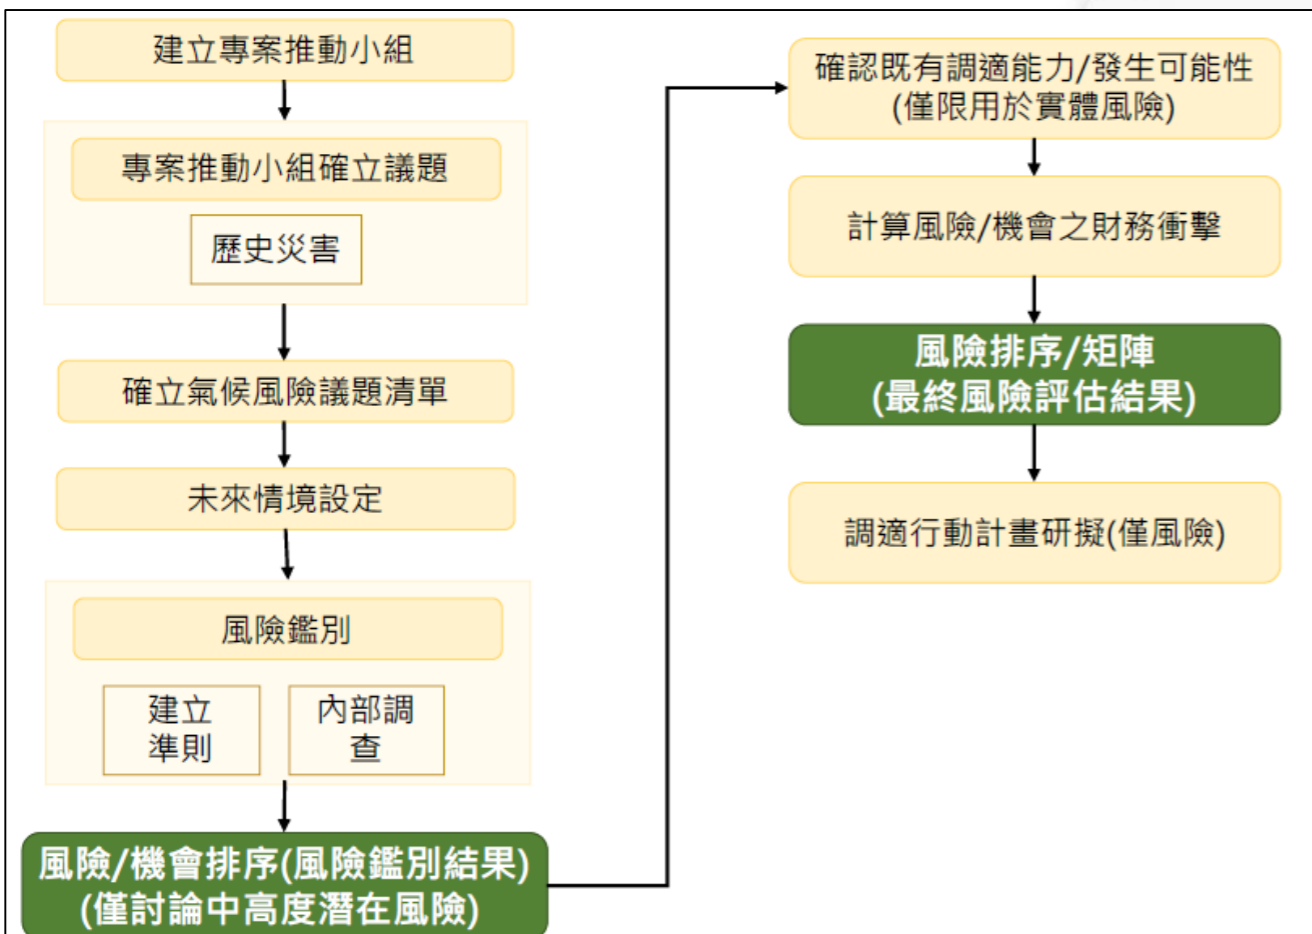 建立專案推動小組
專案推動小組確立議題
歷史災害
確立氣候風險議題清單
未來情境設定
風險鑑別
建立
準則
內部調
查
風險/機會排序(風險鑑別結果)
(僅討論中高度潛在風險)
確認既有調適能力/發生可能性
(僅限用於實體風險)
計算風險/機會之財務衝擊
風險排序/矩陣
(最終風險評估結果)
調適行動計畫研擬(僅風險)